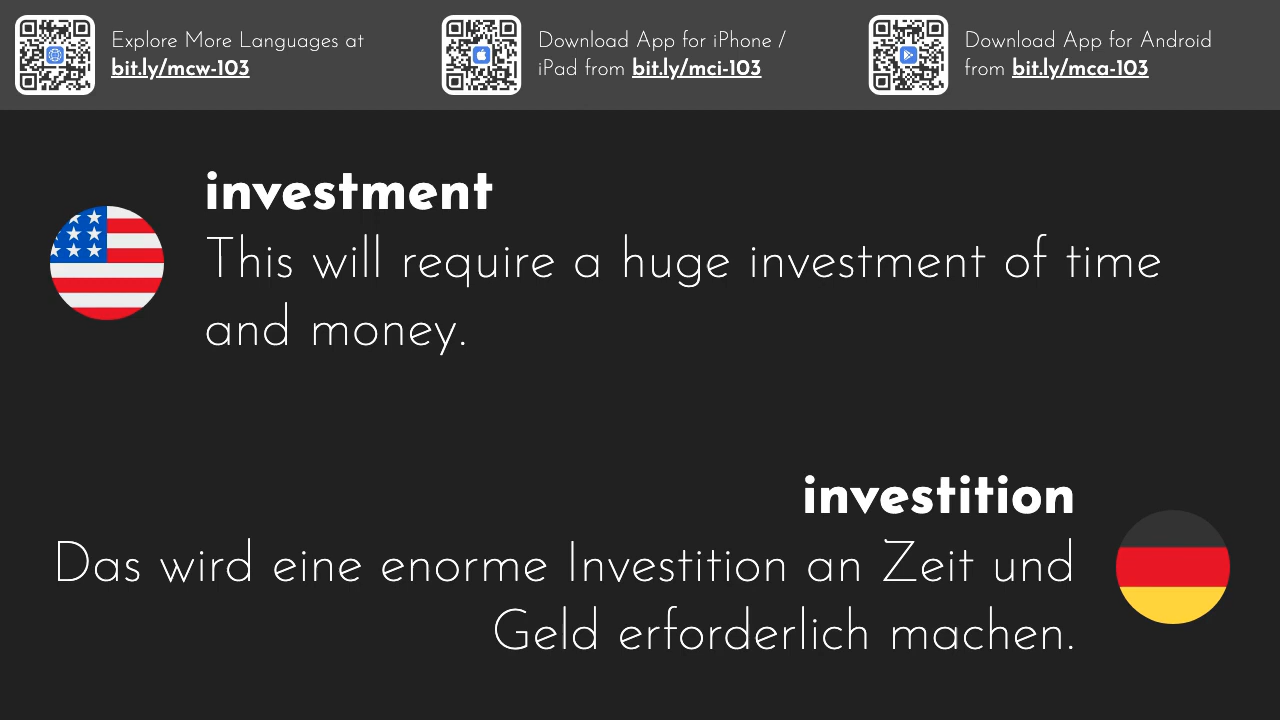 Explore More Languages at
bit.ly/mcw-103
Download App for iPhone /
iPad from bit.ly/mci-103
Download App for Android
from bit.ly/mca-103
investment
This will require a huge investment of time
and money.
investition
Das wird eine enorme Investition an Zeit und
Geld erforderlich machen.